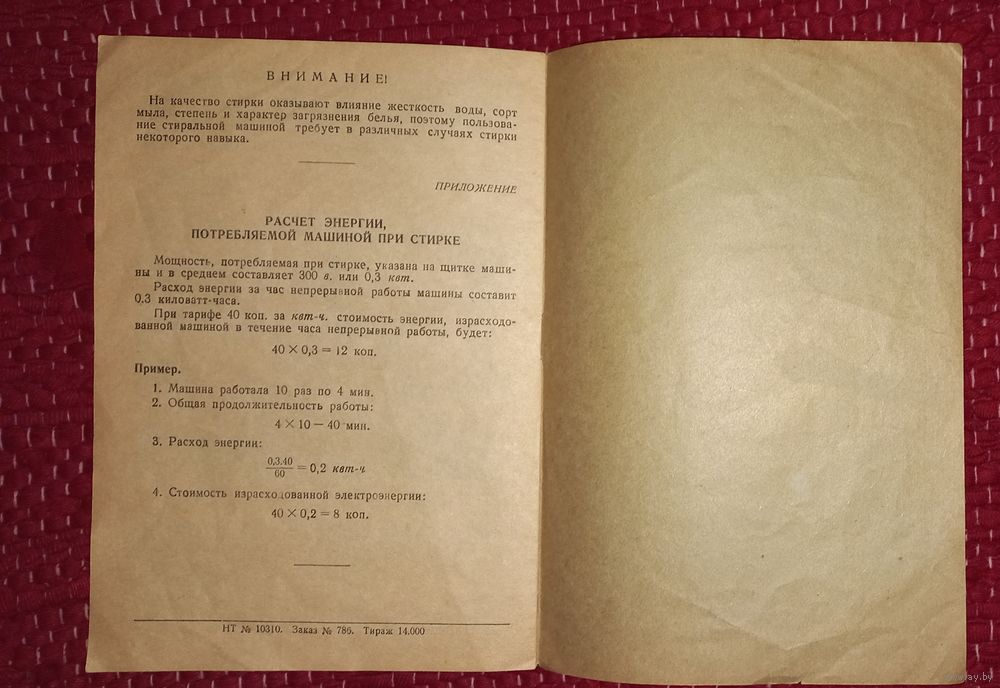 ВНИМАНИЕ!
На качество стирки оказывают влияние жесткость воды, сорт
мыла, степень и характер загрязнения белья, поэтому пользова-
ние стиральной машиной требует в различных случаях стирки
некоторого навыка.
ПРИЛОЖЕНИЕ
РАСЧЕТ ЭНЕРГИИ,
ПОТРЕБЛЯЕМОЙ МАШИНОЙ ПРИ СТИРКЕ
Мощность, потребляемая при стирке, указана на щитке маши-
ны и в среднем составляет 300 в. или 0,3 квт.
Расход энергии за час непрерывной работы машины составит
0,3 киловатт-часа.
При тарифе 40 коп. за квт-ч. стоимость энергии, израсходо-
ванной машиной в течение часа непрерывной работы, будет:
40 × 0,3 = 12 коп.
Пример.
1. Машина работала 10 раз по 4 мин.
2. Общая продолжительность работы:
4 × 10 — 40 мин.
3. Расход энергии:
0,3.40
60
= 0,2 квт-ч
4. Стоимость израсходованной электроэнергии:
40 × 0,2 = 8 коп.
НТ № 10310. Заказ № 786. Тираж 14.000